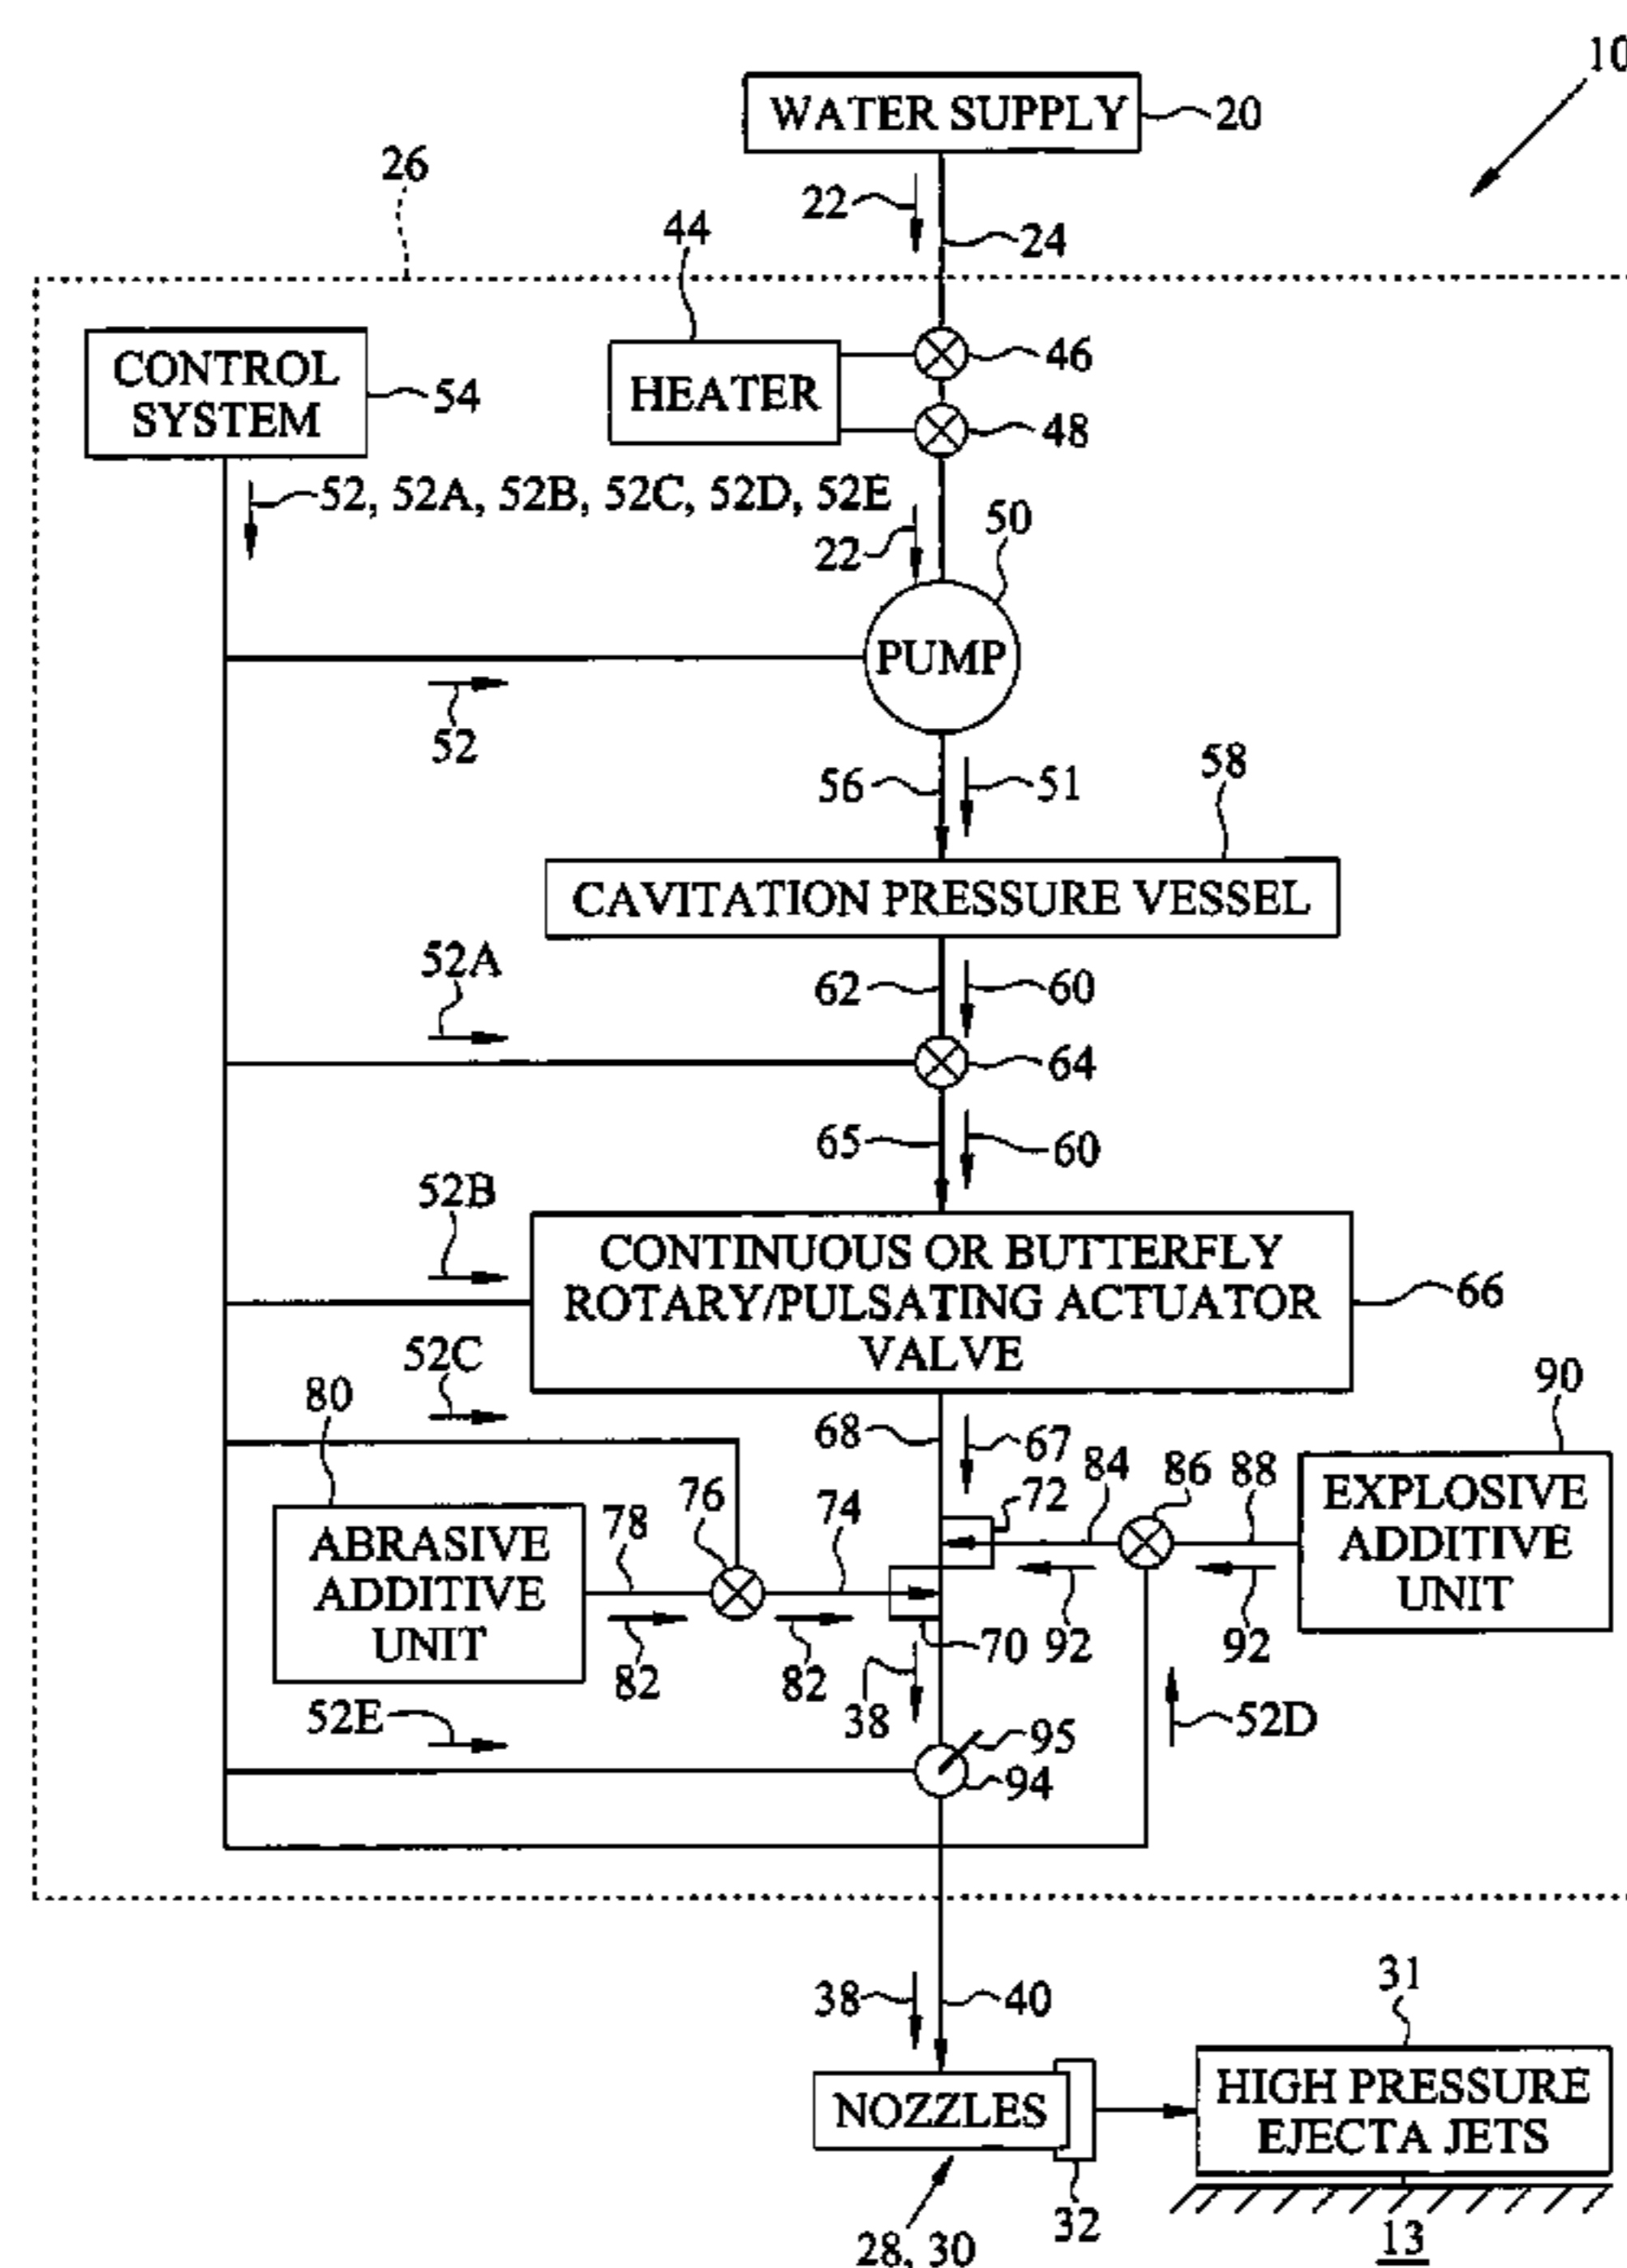 10
WATER SUPPLY
20
26
22
24
44
CONTROL
SYSTEM
54
HEATER
46
48
52, 52A, 52B, 52C, 52D, 52E
22
50
PUMP
52
56
51
58
CAVITATION PRESSURE VESSEL
52A
62
60
64
65
60
52B
CONTINUOUS OR BUTTERFLY
ROTARY/PULSATING ACTUATOR
VALVE
66
52C
80
68
67
90
72
84
86
88
EXPLOSIVE
ADDITIVE
UNIT
ABRASIVE
ADDITIVE
UNIT
78
76
74
82
82
70
92
92
38
52E
52D
95
94
38
40
31
NOZZLES
HIGH PRESSURE
EJECTA JETS
32
28, 30
13